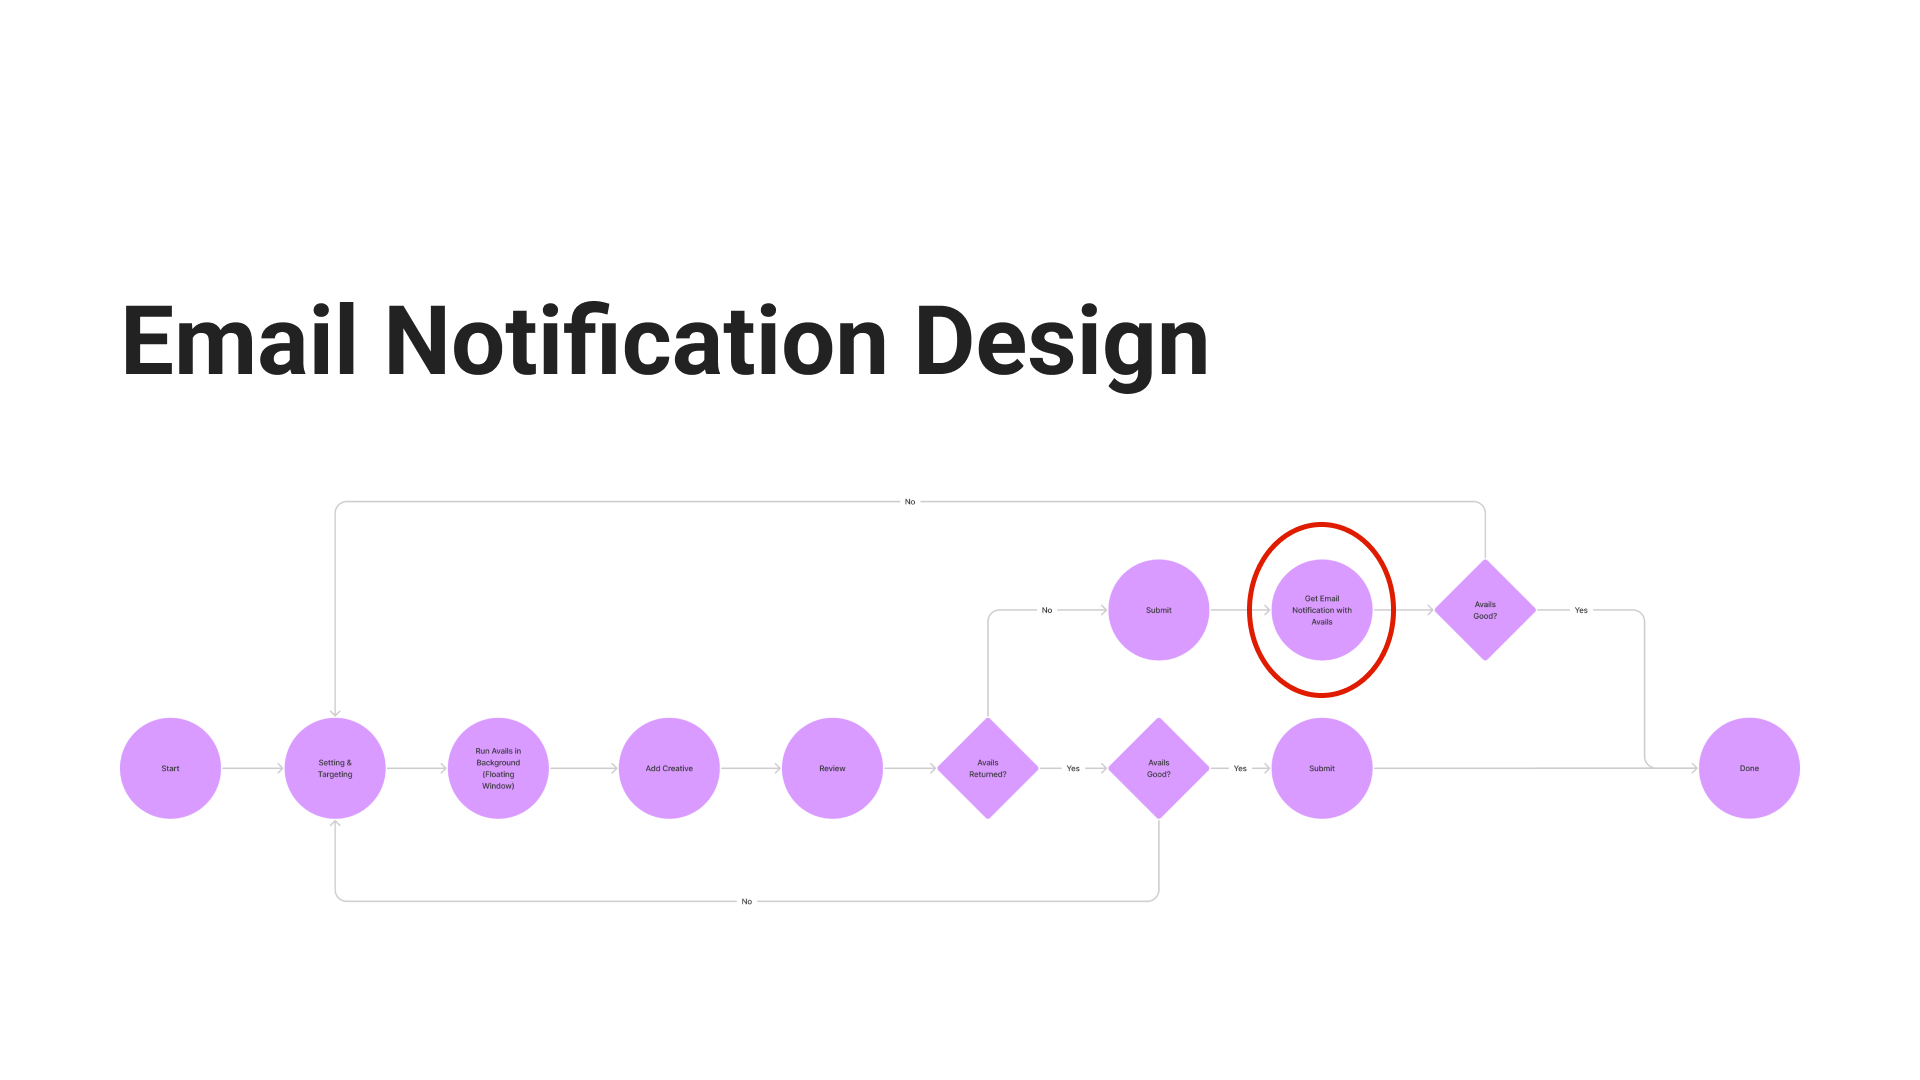 Email Notification Design
No
No
Submit
Get Email
Notification with
Avails
Avails
Good?
Yes
Start
Setting &
Targeting
Run Avails in
Background
(Floating
Window)
Add Creative
Review
Avails
Returned?
Yes
Avails
Good?
Yes
Submit
Done
No